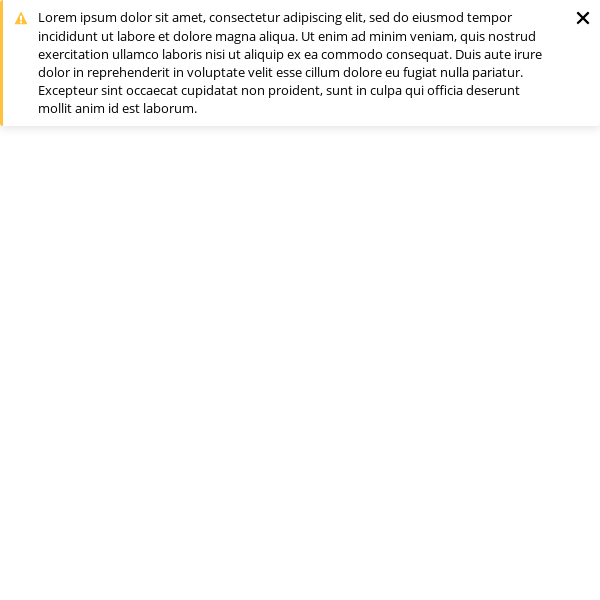 Lorem ipsum dolor sit amet, consectetur adipiscing elit, sed do eiusmod tempor
incididunt ut labore et dolore magna aliqua. Ut enim ad minim veniam, quis nostrud
exercitation ullamco laboris nisi ut aliquip ex ea commodo consequat. Duis aute irure
dolor in reprehenderit in voluptate velit esse cillum dolore eu fugiat nulla pariatur.
Excepteur sint occaecat cupidatat non proident, sunt in culpa qui officia deserunt
mollit anim id est laborum.